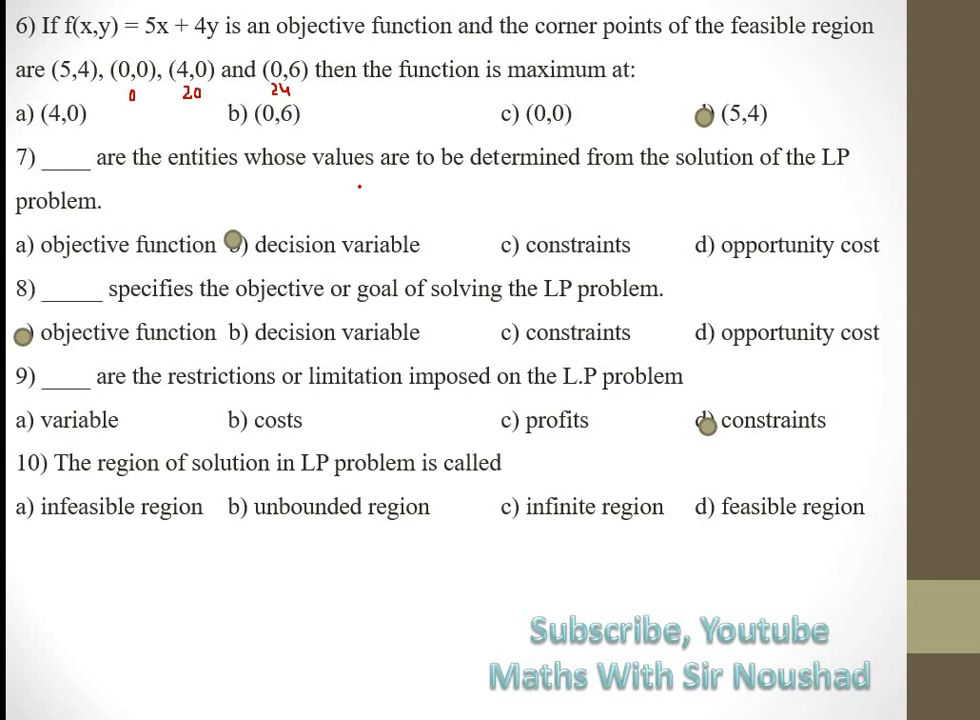 6) If f(x,y) = 5x + 4y is an objective function and the corner points of the feasible region
are (5,4), (0,0), (4,0) and (0,6) then the function is maximum at:
0 20 24
a) (4,0) b) (0,6) c) (0,0) (5,4)
7) ____ are the entities whose values are to be determined from the solution of the LP
problem.
a) objective function ) decision variable c) constraints d) opportunity cost
8) _____ specifies the objective or goal of solving the LP problem.
) objective function b) decision variable c) constraints d) opportunity cost
9) ____ are the restrictions or limitation imposed on the L.P problem
a) variable b) costs c) profits d) constraints
10) The region of solution in LP problem is called
a) infeasible region b) unbounded region c) infinite region d) feasible region
Subscribe, Youtube
Maths With Sir Noushad